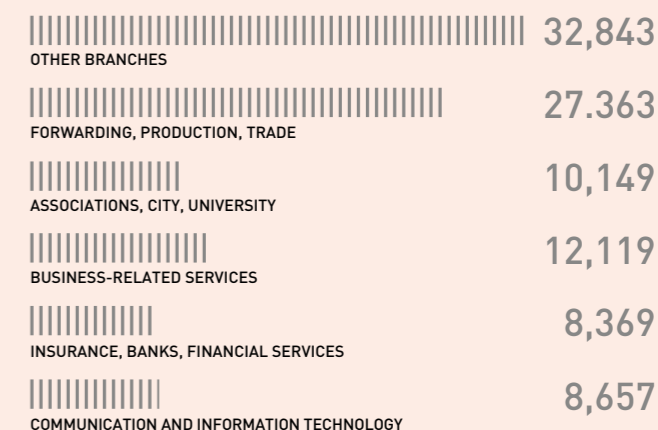 32,843
OTHER BRANCHES
27.363
FORWARDING, PRODUCTION, TRADE
10,149
ASSOCIATIONS, CITY, UNIVERSITY
12,119
BUSINESS-RELATED SERVICES
8,369
INSURANCE, BANKS, FINANCIAL SERVICES
8,657
COMMUNICATION AND INFORMATION TECHNOLOGY